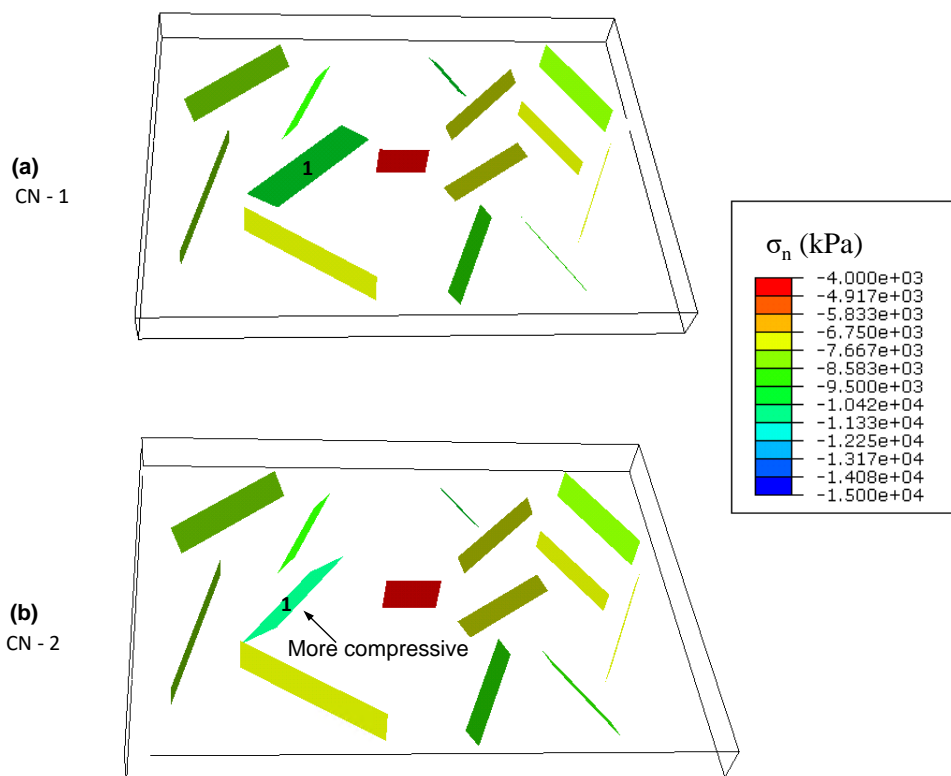 (a)
CN - 1
1
σn (kPa)
-4.000e+03
-4.917e+03
-5.833e+03
-6.750e+03
-7.667e+03
-8.583e+03
-9.500e+03
-1.042e+04
-1.133e+04
-1.225e+04
-1.317e+04
-1.408e+04
-1.500e+04
(b)
CN - 2
1
More compressive